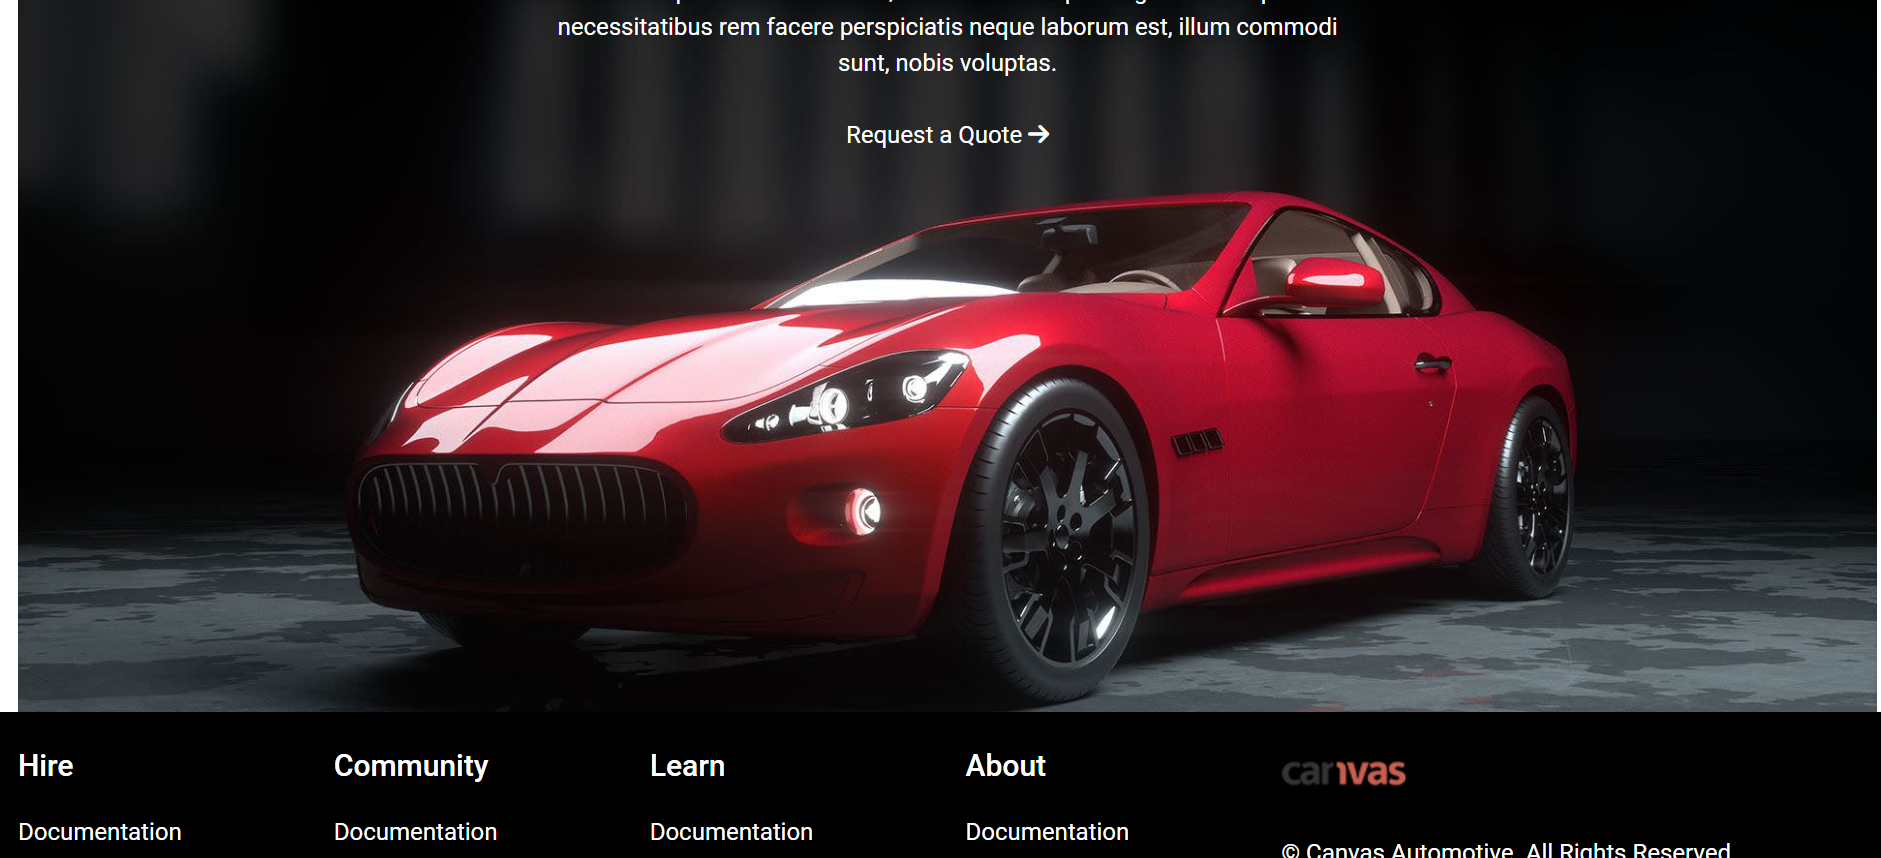 necessitatibus rem facere perspiciatis neque laborum est, illum commodi
sunt, nobis voluptas.
Request a Quote
Hire
Community
Learn
About
carivas
Documentation
Documentation
Documentation
Documentation
© Canvas Automotive. All Rights Reserved